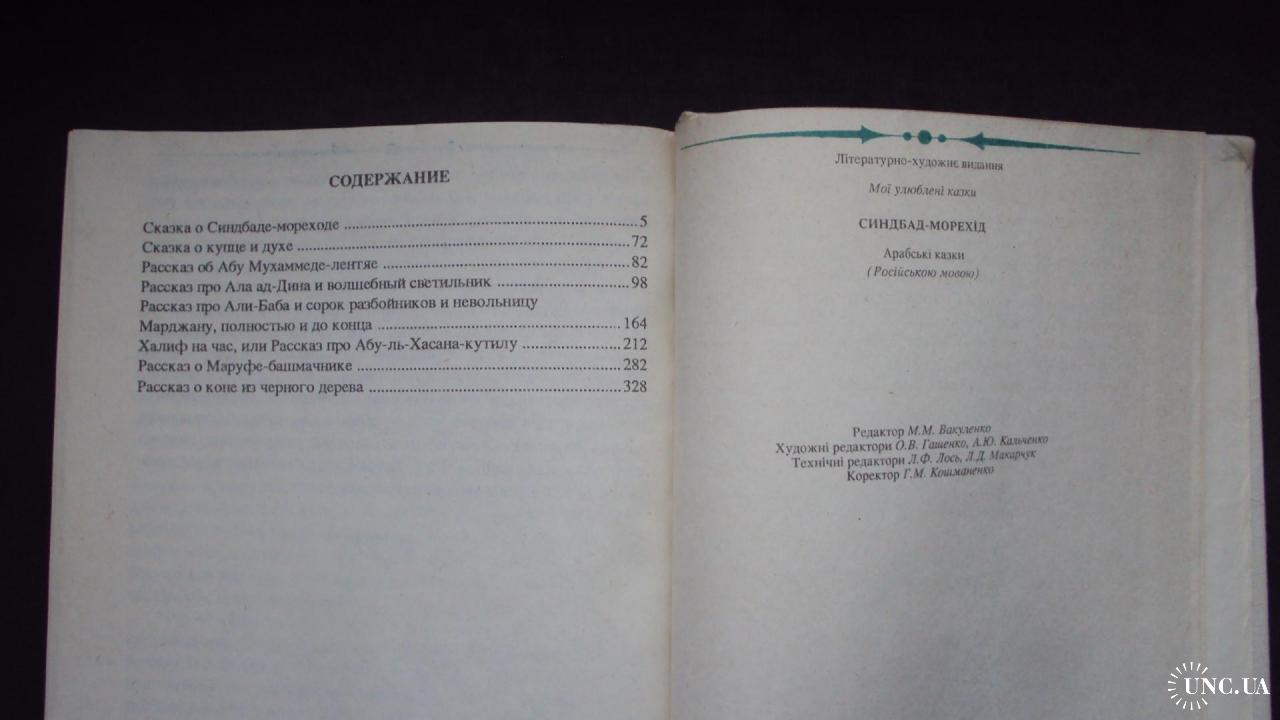 СОДЕРЖАНИЕ
Сказка о Синдбаде-мореходе ........ 5
Сказка о купце и духе ........ 72
Рассказ об Абу Мухаммеде-лентяе ........ 82
Рассказ про Ала ад-Дина и волшебный светильник ........ 98
Рассказ про Али-Баба и сорок разбойников и невольницу
Марджану, полностью и до конца ........ 164
Халиф на час, или Рассказ про Абу-ль-Хасана-кутилу ........ 212
Рассказ о Маруфе-башмачнике ........ 282
Рассказ о коне из черного дерева ........ 328
Літературно-художнє видання
Мої улюблені казки
СИНДБАД-МОРЕХІД
Арабські казки
(Російською мовою)
Редактор М.М. Вакуленко
Художні редактори О.В. Гашенко, А.Ю. Кальченко
Технічні редактори Л.Ф. Лось, Л.Д. Макарчук
Коректор Г.М. Кошманенко
UNC.UA